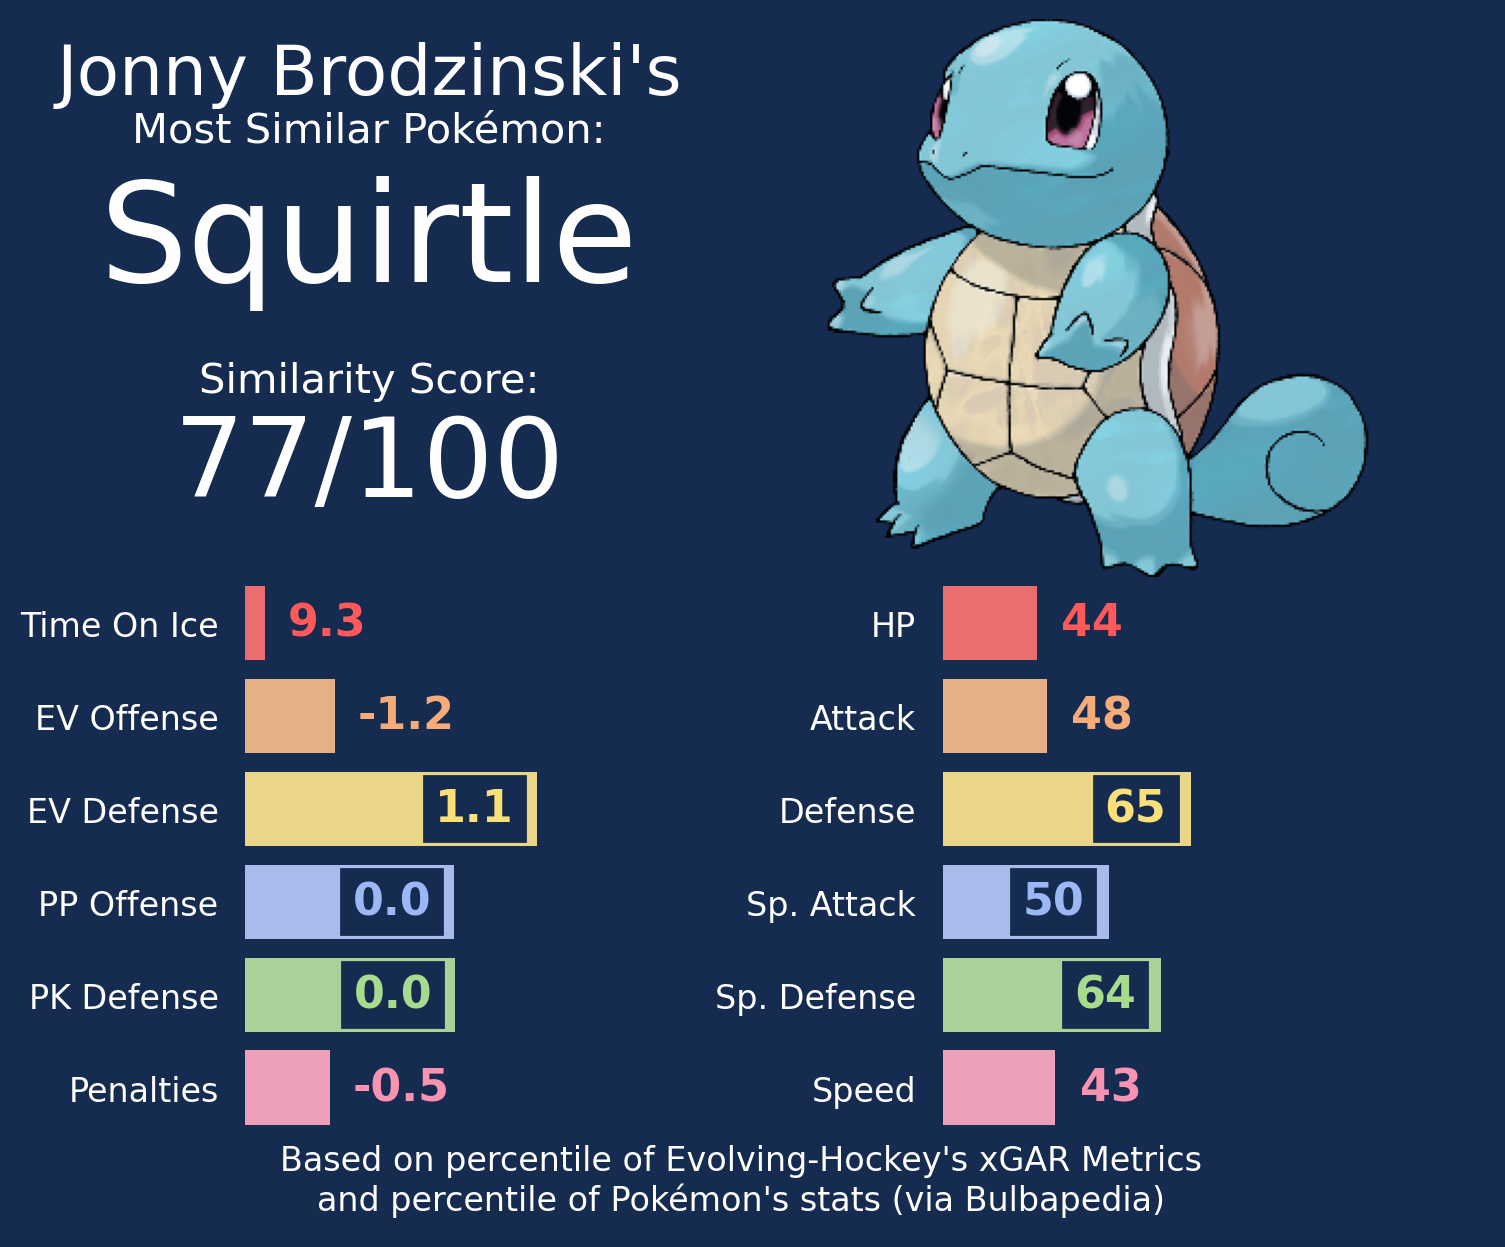 Jonny Brodzinski's
Most Similar Pokémon:
Squirtle
Similarity Score:
77/100
Time On Ice 9.3
EV Offense -1.2
EV Defense 1.1
PP Offense 0.0
PK Defense 0.0
Penalties -0.5
HP 44
Attack 48
Defense 65
Sp. Attack 50
Sp. Defense 64
Speed 43
Based on percentile of Evolving-Hockey's xGAR Metrics
and percentile of Pokémon's stats (via Bulbapedia)